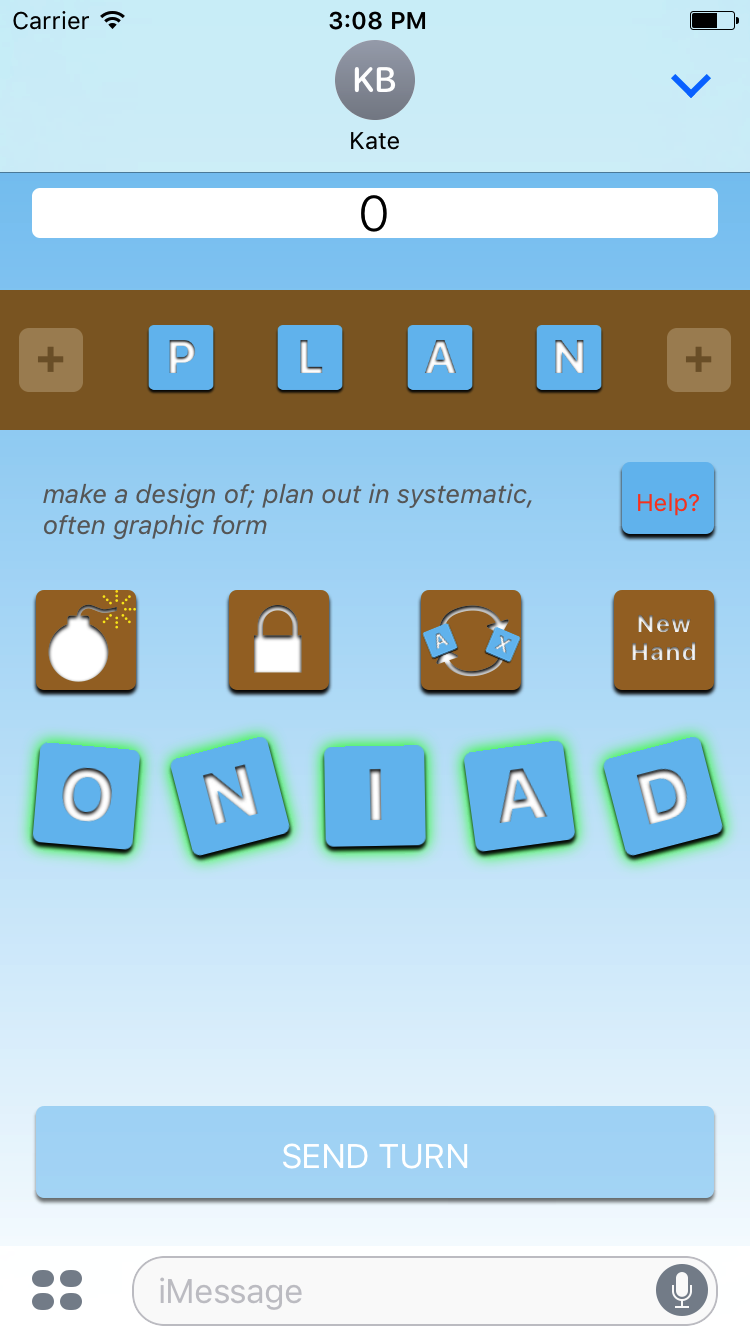 Carrier 3:08 PM
KB
Kate
0
+ P L A N +
make a design of; plan out in systematic,
often graphic form
Help?
A X
New
Hand
O N I A D
SEND TURN
iMessage